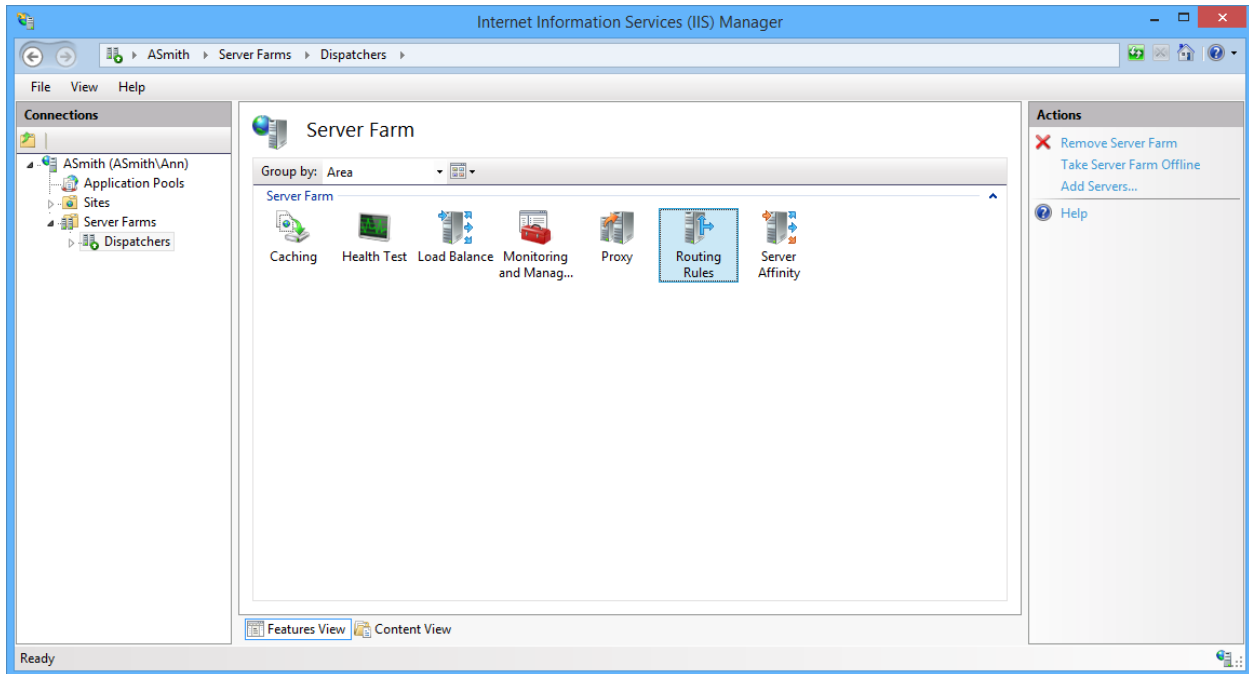 Internet Information Services (IIS) Manager
ASmith Server Farms Dispatchers
File View Help
Connections
ASmith (ASmith\Ann)
Application Pools
Sites
Server Farms
Dispatchers
Server Farm
Group by: Area
Server Farm
Caching Health Test Load Balance Monitoring Proxy Routing Server
and Manag... Rules Affinity
Features View Content View
Actions
Remove Server Farm
Take Server Farm Offline
Add Servers...
Help
Ready